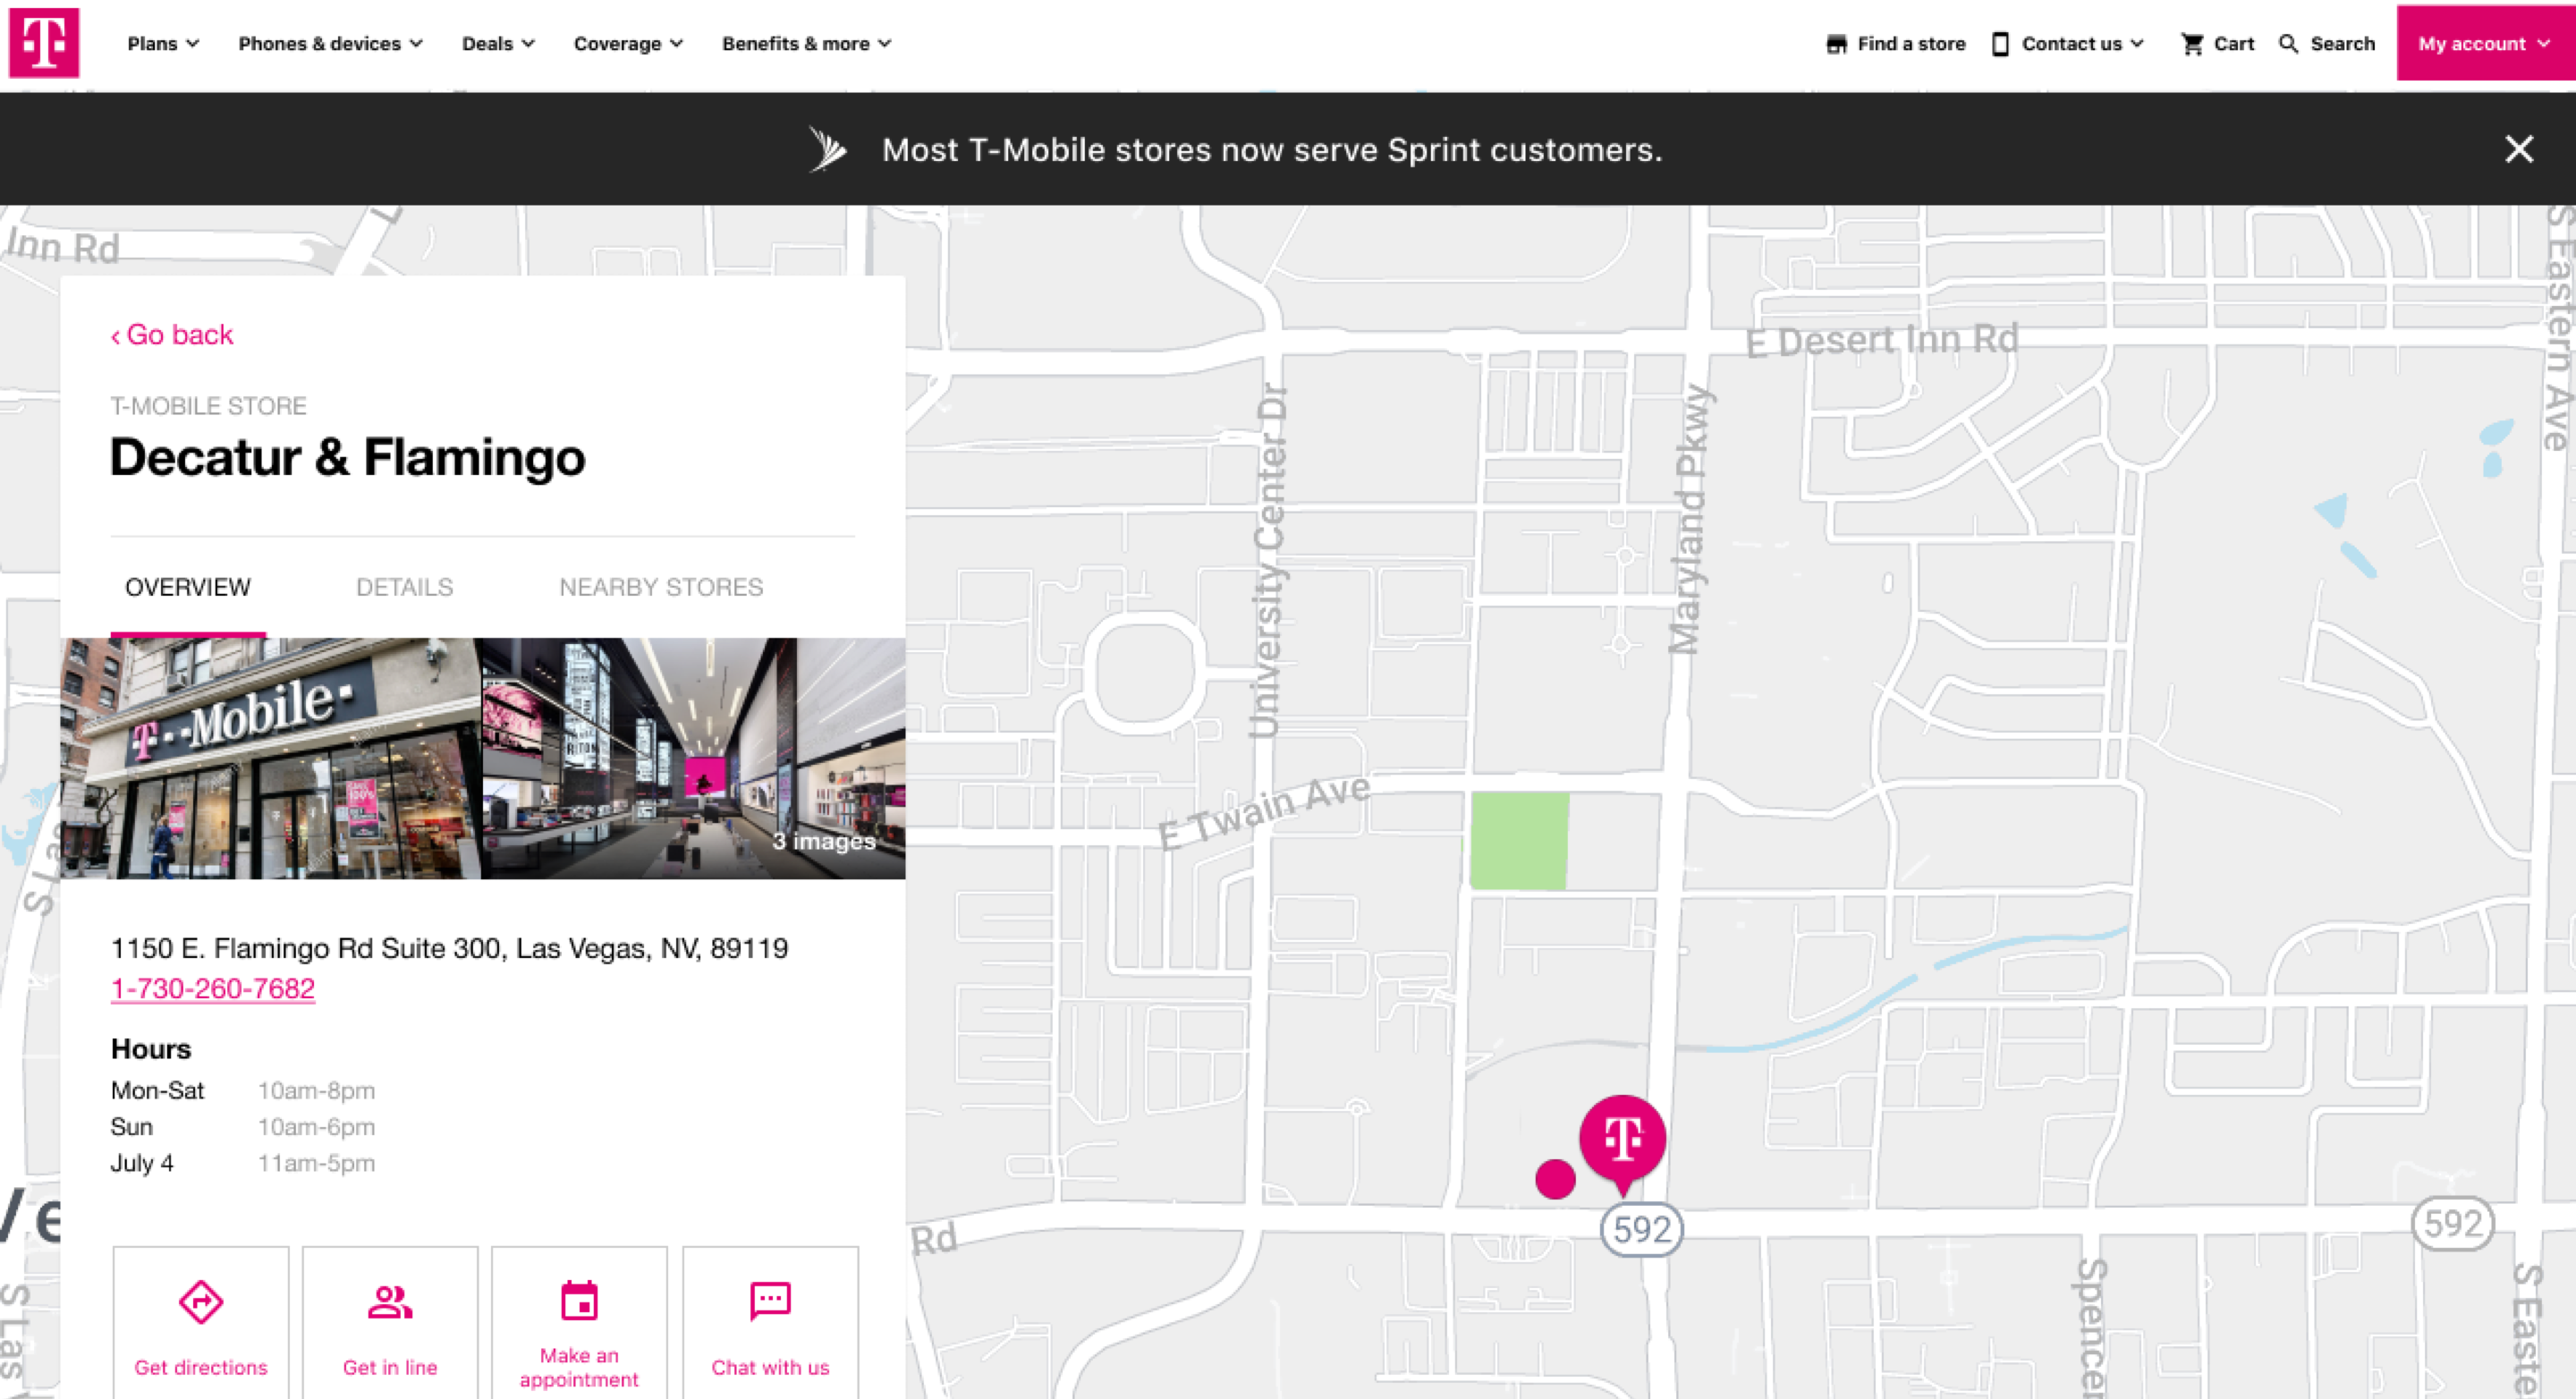 T
Plans
Phones & devices
Deals
Coverage
Benefits & more
Find a store
Contact us
Cart
Search
My account
Most T-Mobile stores now serve Sprint customers.
Inn Rd
E Desert Inn Rd
S Eastern Ave
University Center Dr
Maryland Pkwy
E Twain Ave
‹ Go back
T-MOBILE STORE
Decatur & Flamingo
OVERVIEW
DETAILS
NEARBY STORES
T··Mobile·
3 images
1150 E. Flamingo Rd Suite 300, Las Vegas, NV, 89119
1-730-260-7682
Hours
Mon-Sat 10am-8pm
Sun 10am-6pm
July 4 11am-5pm
Get directions
Get in line
Make an
appointment
Chat with us
Rd
T
592
592
Spencer
S Easte
S Las
S La
Ve